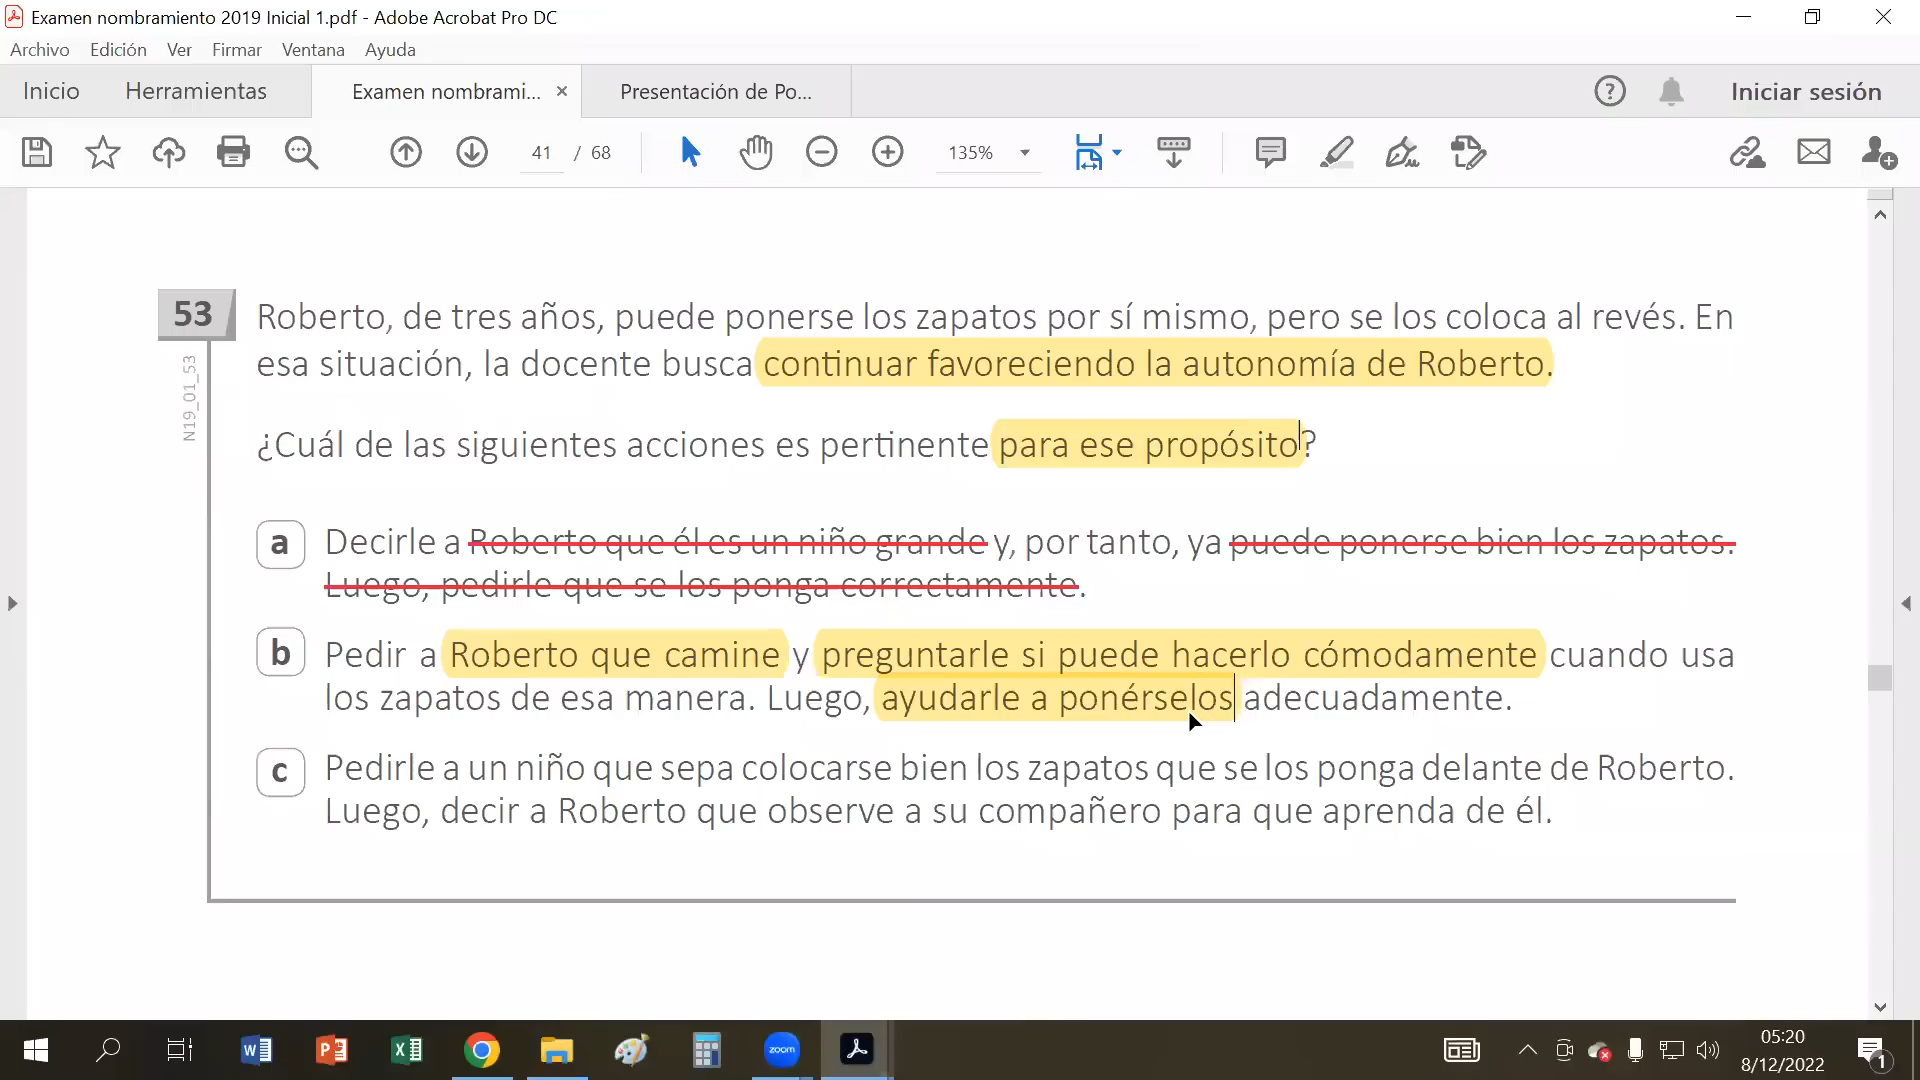 Examen nombramiento 2019 Inicial 1.pdf - Adobe Acrobat Pro DC
Archivo Edición Ver Firmar Ventana Ayuda
Inicio Herramientas Examen nombrami... × Presentación de Po... ? Iniciar sesión
41 / 68 135%
53 Roberto, de tres años, puede ponerse los zapatos por sí mismo, pero se los coloca al revés. En
esa situación, la docente busca continuar favoreciendo la autonomía de Roberto.
N19_01_53
¿Cuál de las siguientes acciones es pertinente para ese propósito?
a Decirle a Roberto que él es un niño grande y, por tanto, ya puede ponerse bien los zapatos.
Luego, pedirle que se los ponga correctamente.
b Pedir a Roberto que camine y preguntarle si puede hacerlo cómodamente cuando usa
los zapatos de esa manera. Luego, ayudarle a ponérselos adecuadamente.
c Pedirle a un niño que sepa colocarse bien los zapatos que se los ponga delante de Roberto.
Luego, decir a Roberto que observe a su compañero para que aprenda de él.
zoom
05:20
8/12/2022
1